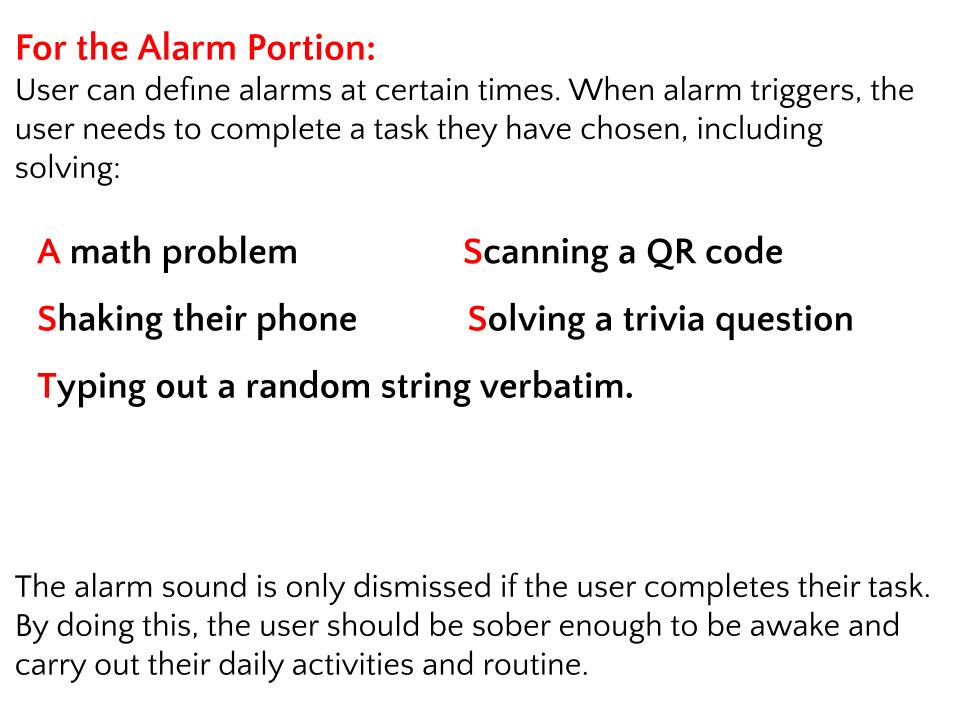 For the Alarm Portion:
User can define alarms at certain times. When alarm triggers, the
user needs to complete a task they have chosen, including
solving:
A math problem
Scanning a QR code
Shaking their phone
Solving a trivia question
Typing out a random string verbatim.
The alarm sound is only dismissed if the user completes their task.
By doing this, the user should be sober enough to be awake and
carry out their daily activities and routine.